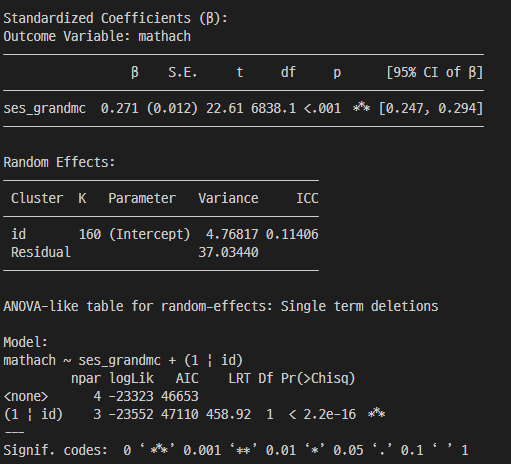 Standardized Coefficients (β):
Outcome Variable: mathach
β S.E. t df p [95% CI of β]
ses_grandmc 0.271 (0.012) 22.61 6838.1 <.001 *** [0.247, 0.294]
Random Effects:
Cluster K Parameter Variance ICC
id 160 (Intercept) 4.76817 0.11406
Residual 37.03440
ANOVA-like table for random-effects: Single term deletions
Model:
mathach ~ ses_grandmc + (1 | id)
npar logLik AIC LRT Df Pr(>Chisq)
<none> 4 -23323 46653
(1 | id) 3 -23552 47110 458.92 1 < 2.2e-16 ***
---
Signif. codes: 0 ‘***’ 0.001 ‘**’ 0.01 ‘*’ 0.05 ‘.’ 0.1 ‘ ’ 1